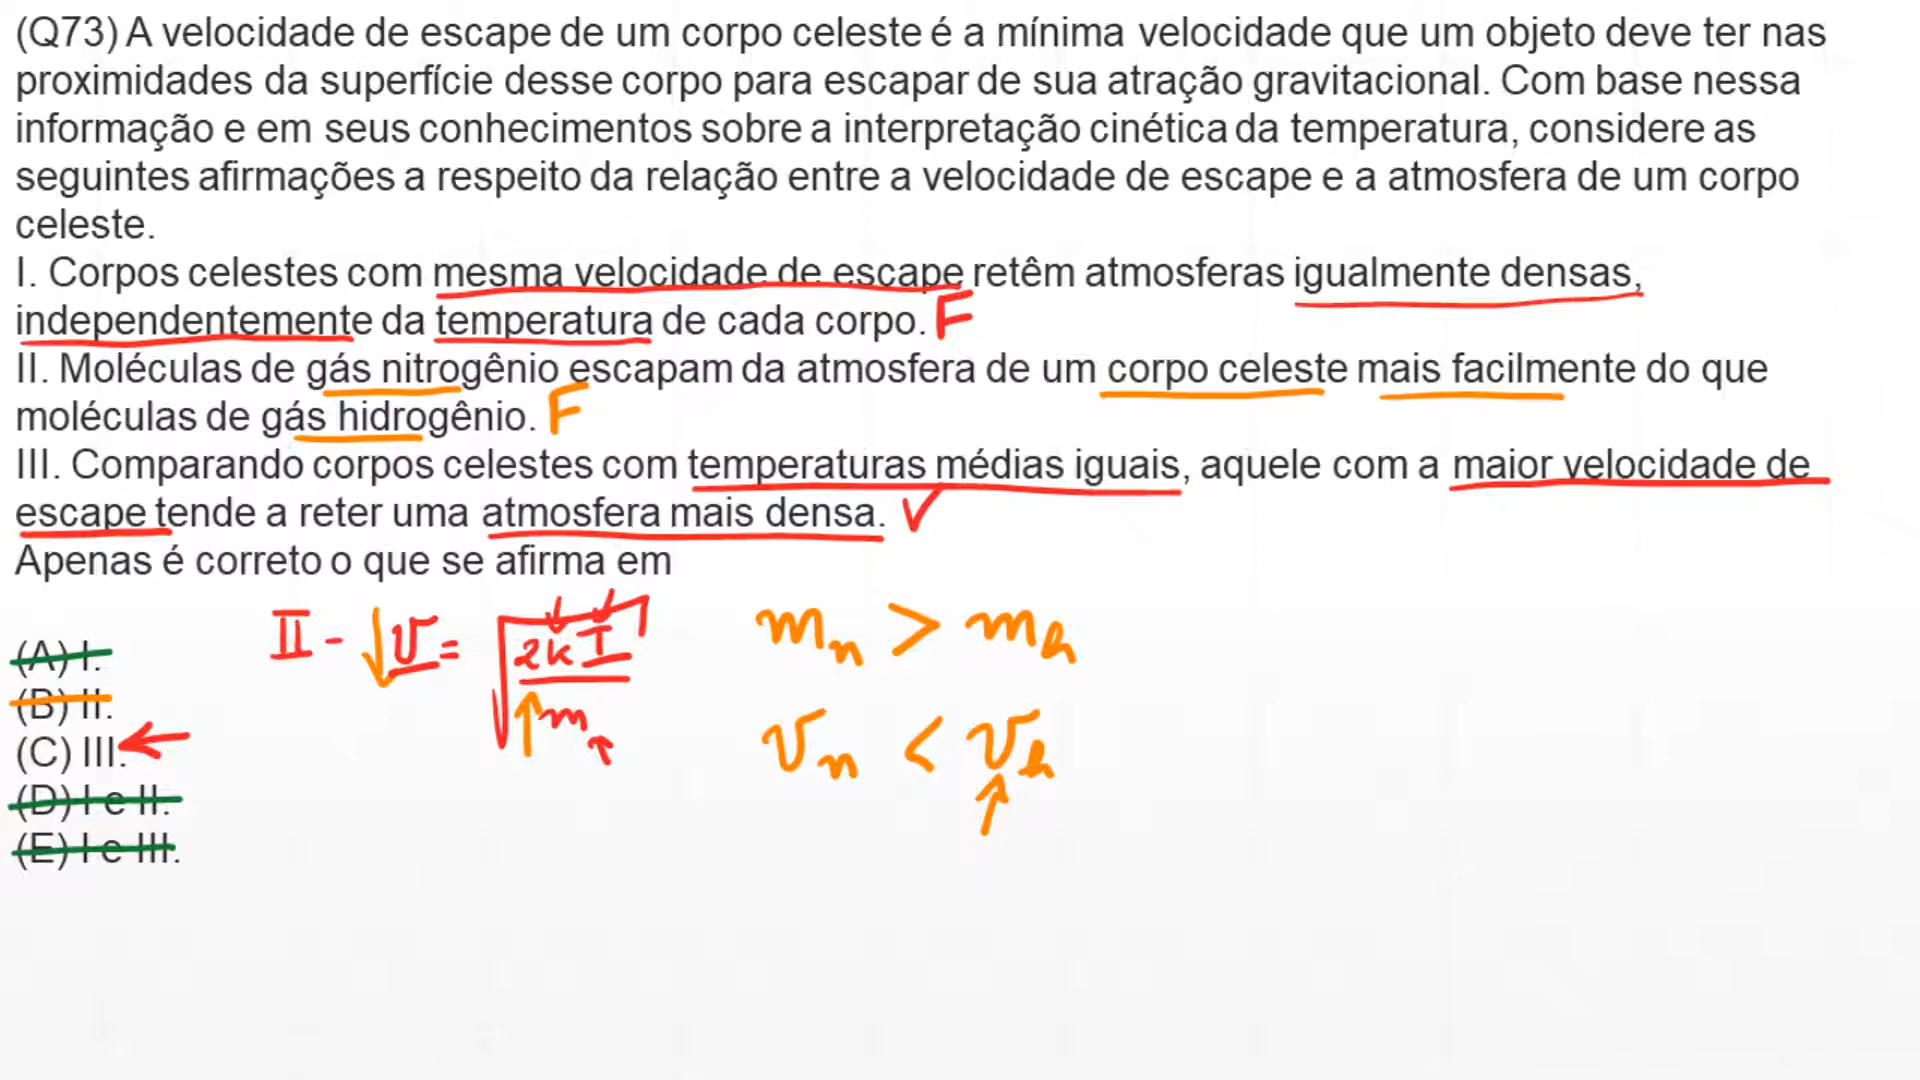 (Q73) A velocidade de escape de um corpo celeste é a mínima velocidade que um objeto deve ter nas
proximidades da superfície desse corpo para escapar de sua atração gravitacional. Com base nessa
informação e em seus conhecimentos sobre a interpretação cinética da temperatura, considere as
seguintes afirmações a respeito da relação entre a velocidade de escape e a atmosfera de um corpo
celeste.
I. Corpos celestes com mesma velocidade de escape retêm atmosferas igualmente densas,
independentemente da temperatura de cada corpo. F
II. Moléculas de gás nitrogênio escapam da atmosfera de um corpo celeste mais facilmente do que
moléculas de gás hidrogênio. F
III. Comparando corpos celestes com temperaturas médias iguais, aquele com a maior velocidade de
escape tende a reter uma atmosfera mais densa. ✓
Apenas é correto o que se afirma em
(A) I.
(B) II.
(C) III.
(D) I e II.
(E) I e III.
II - ↓v = √(2kT/↑m)
mn > mh
vn < vh